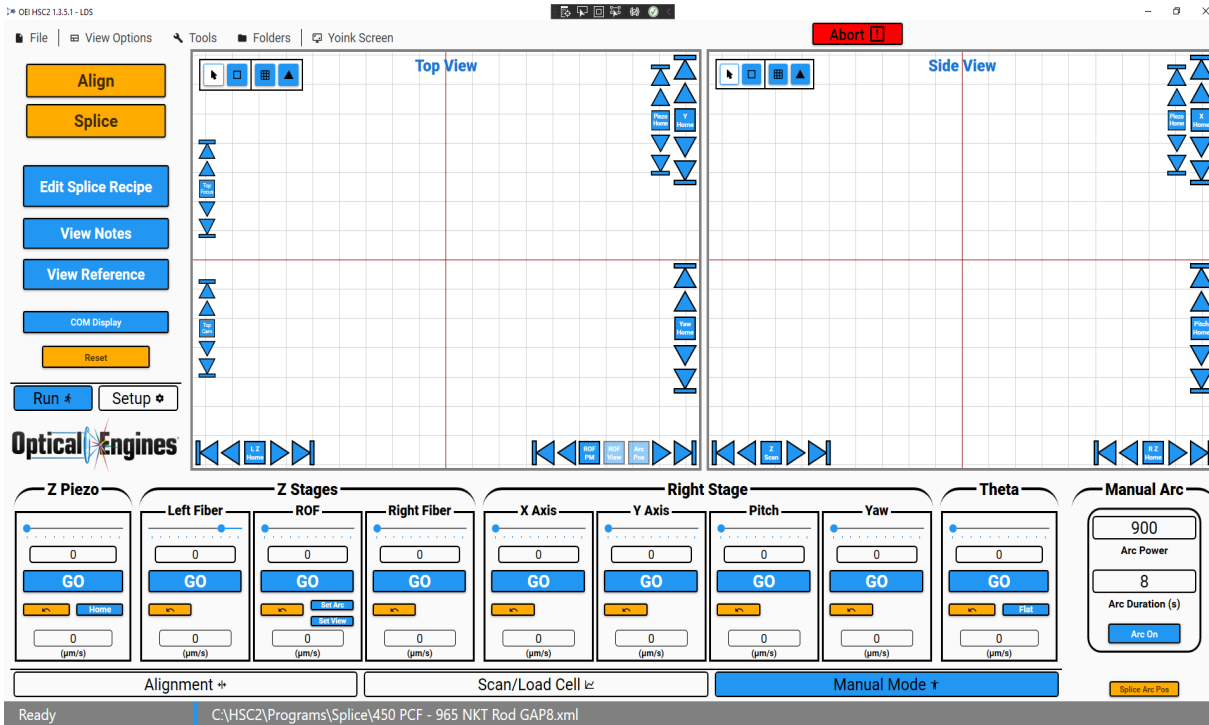 OEI HSC2 1.3.5.1 - LDS
File
View Options
Tools
Folders
Yoink Screen
Abort
Align
Splice
Edit Splice Recipe
View Notes
View Reference
COM Display
Reset
Run
Setup
Optical Engines
Top View
Piezo Home
Y Home
Top Focus
Top Cam
Yaw Home
L Z Home
ROF PM
ROF View
Arc Pos
Side View
Piezo Home
X Home
Pitch Home
Z Scan
R Z Home
Z Piezo
0
GO
Home
0
(µm/s)
Z Stages
Left Fiber
0
GO
0
(µm/s)
ROF
0
GO
Set Arc
Set View
0
(µm/s)
Right Fiber
0
GO
0
(µm/s)
Right Stage
X Axis
0
GO
0
(µm/s)
Y Axis
0
GO
0
(µm/s)
Pitch
0
GO
0
(µm/s)
Yaw
0
GO
0
(µm/s)
Theta
0
GO
Flat
0
(µm/s)
Manual Arc
900
Arc Power
8
Arc Duration (s)
Arc On
Splice Arc Pos
Alignment
Scan/Load Cell
Manual Mode
Ready
C:\HSC2\Programs\Splice\450 PCF - 965 NKT Rod GAP8.xml